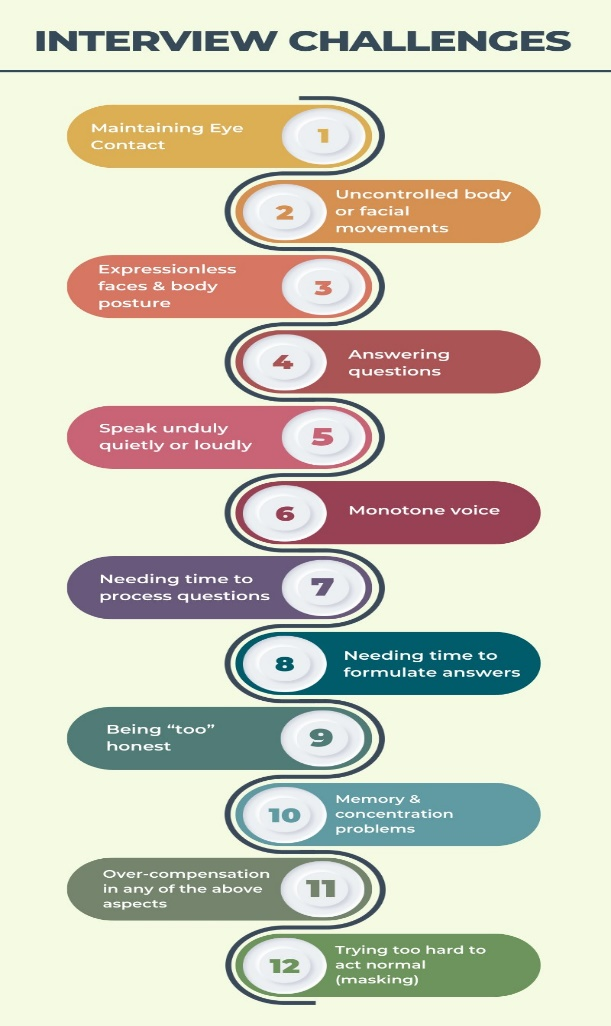 INTERVIEW CHALLENGES
Maintaining Eye
Contact
1
2
Uncontrolled body
or facial
movements
Expressionless
faces & body
posture
3
4
Answering
questions
Speak unduly
quietly or loudly
5
6
Monotone voice
Needing time to
process questions
7
8
Needing time to
formulate answers
Being “too”
honest
9
10
Memory &
concentration
problems
Over-compensation
in any of the above
aspects
11
12
Trying too hard to
act normal
(masking)